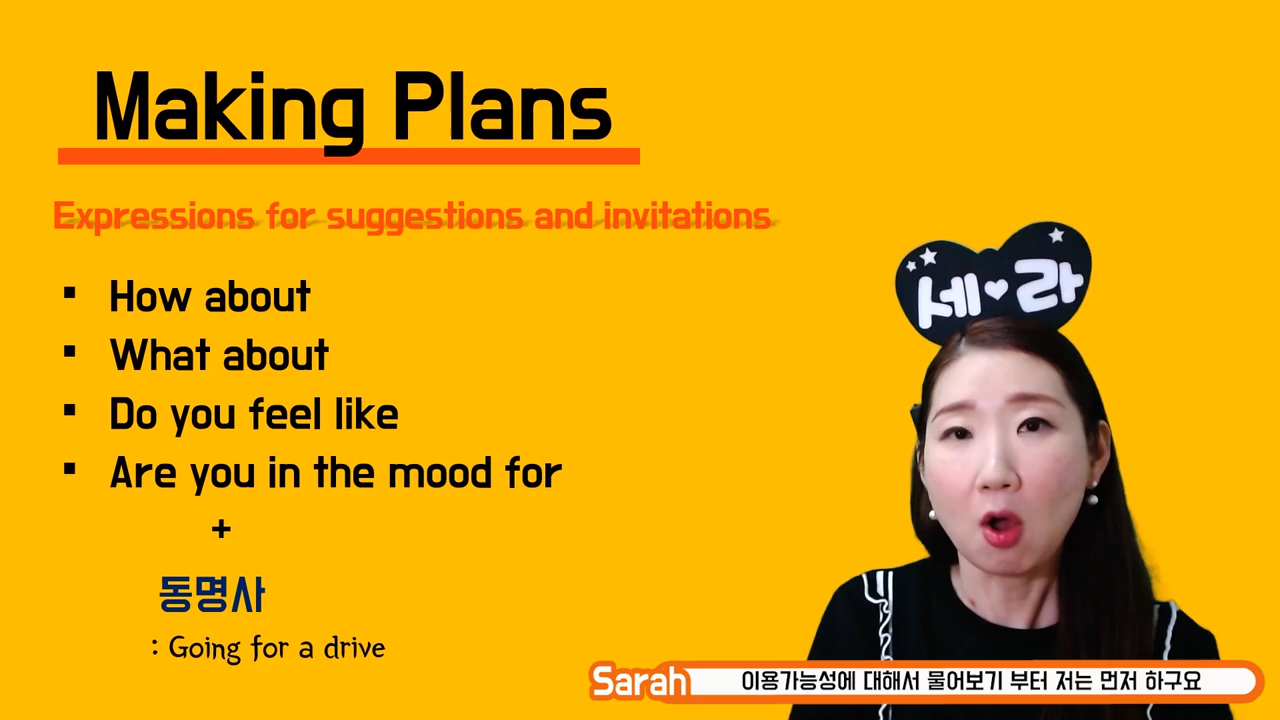 Making Plans
Expressions for suggestions and invitations
▪ How about
▪ What about
▪ Do you feel like
▪ Are you in the mood for
+
동명사
: Going for a drive
세♥라
Sarah 이용가능성에 대해서 물어보기 부터 저는 먼저 하구요